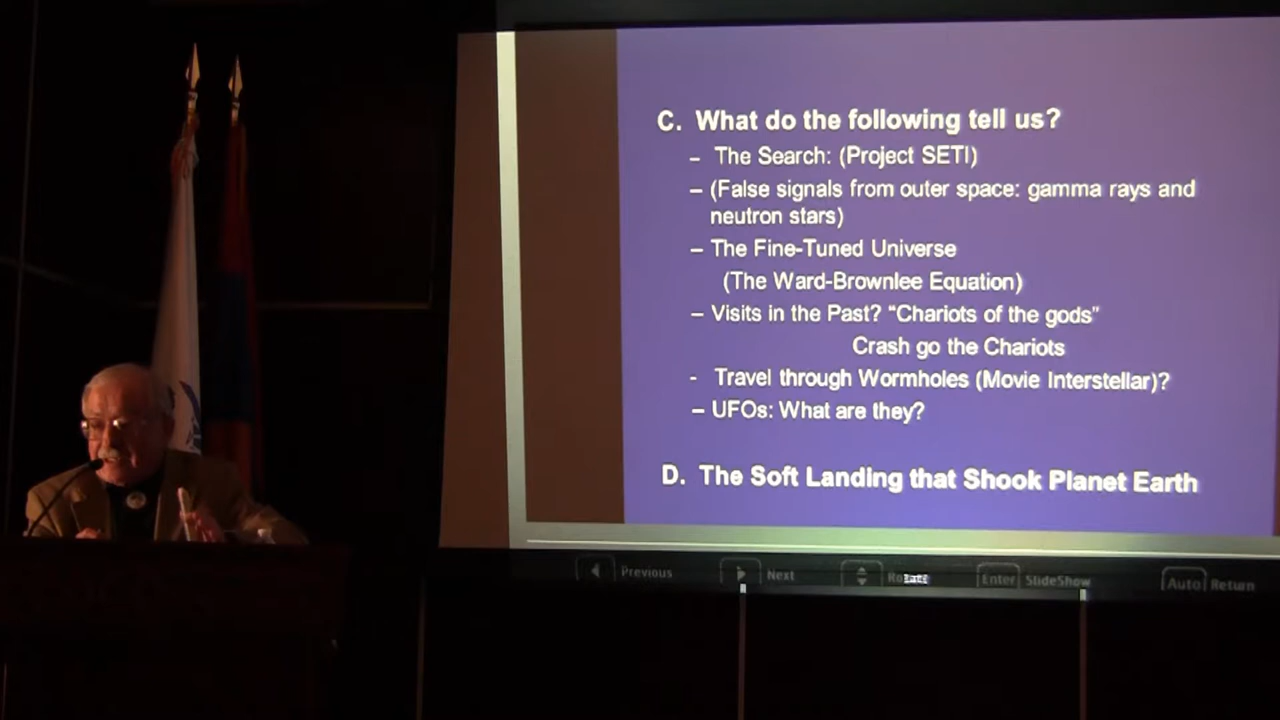 C. What do the following tell us?
– The Search: (Project SETI)
– (False signals from outer space: gamma rays and
neutron stars)
– The Fine-Tuned Universe
(The Ward-Brownlee Equation)
– Visits in the Past? “Chariots of the gods”
Crash go the Chariots
- Travel through Wormholes (Movie Interstellar)?
– UFOs: What are they?
D. The Soft Landing that Shook Planet Earth
Previous Next Enter SlideShow Auto Return